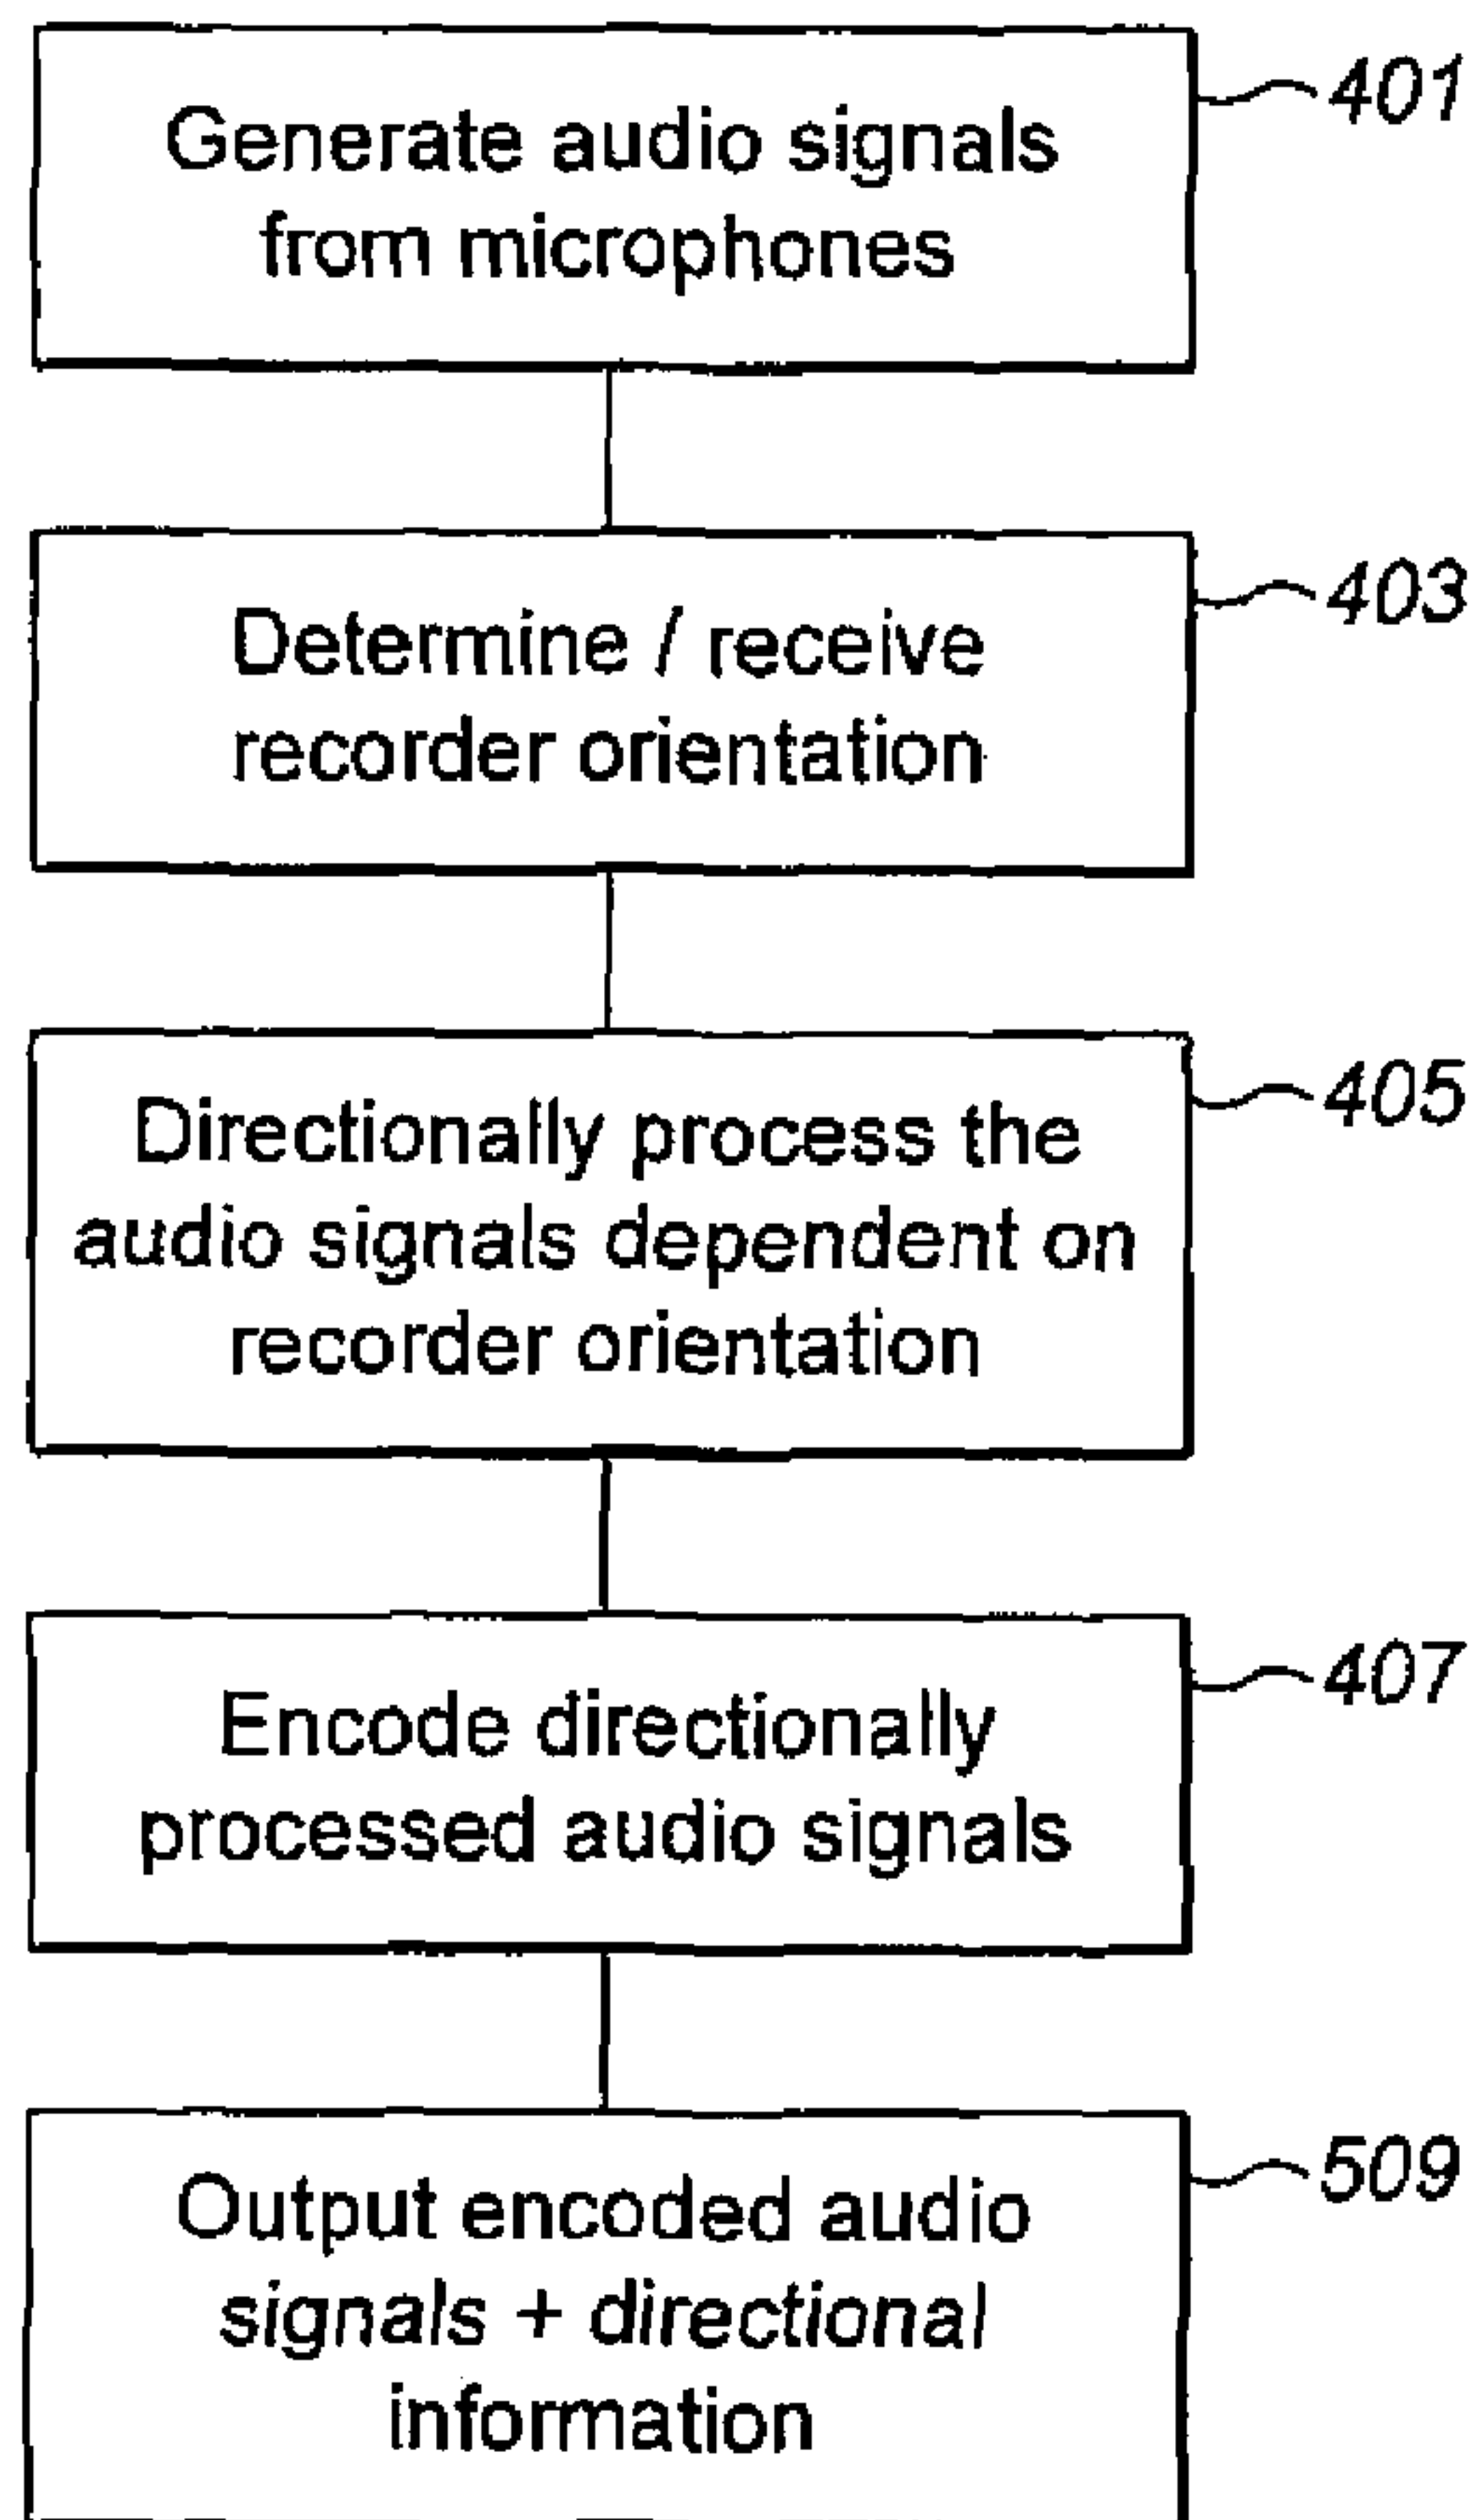 Generate audio signals
from microphones
401
Determine / receive
recorder orientation
403
Directionally process the
audio signals dependent on
recorder orientation
405
Encode directionally
processed audio signals
407
Output encoded audio
signals + directional
information
509